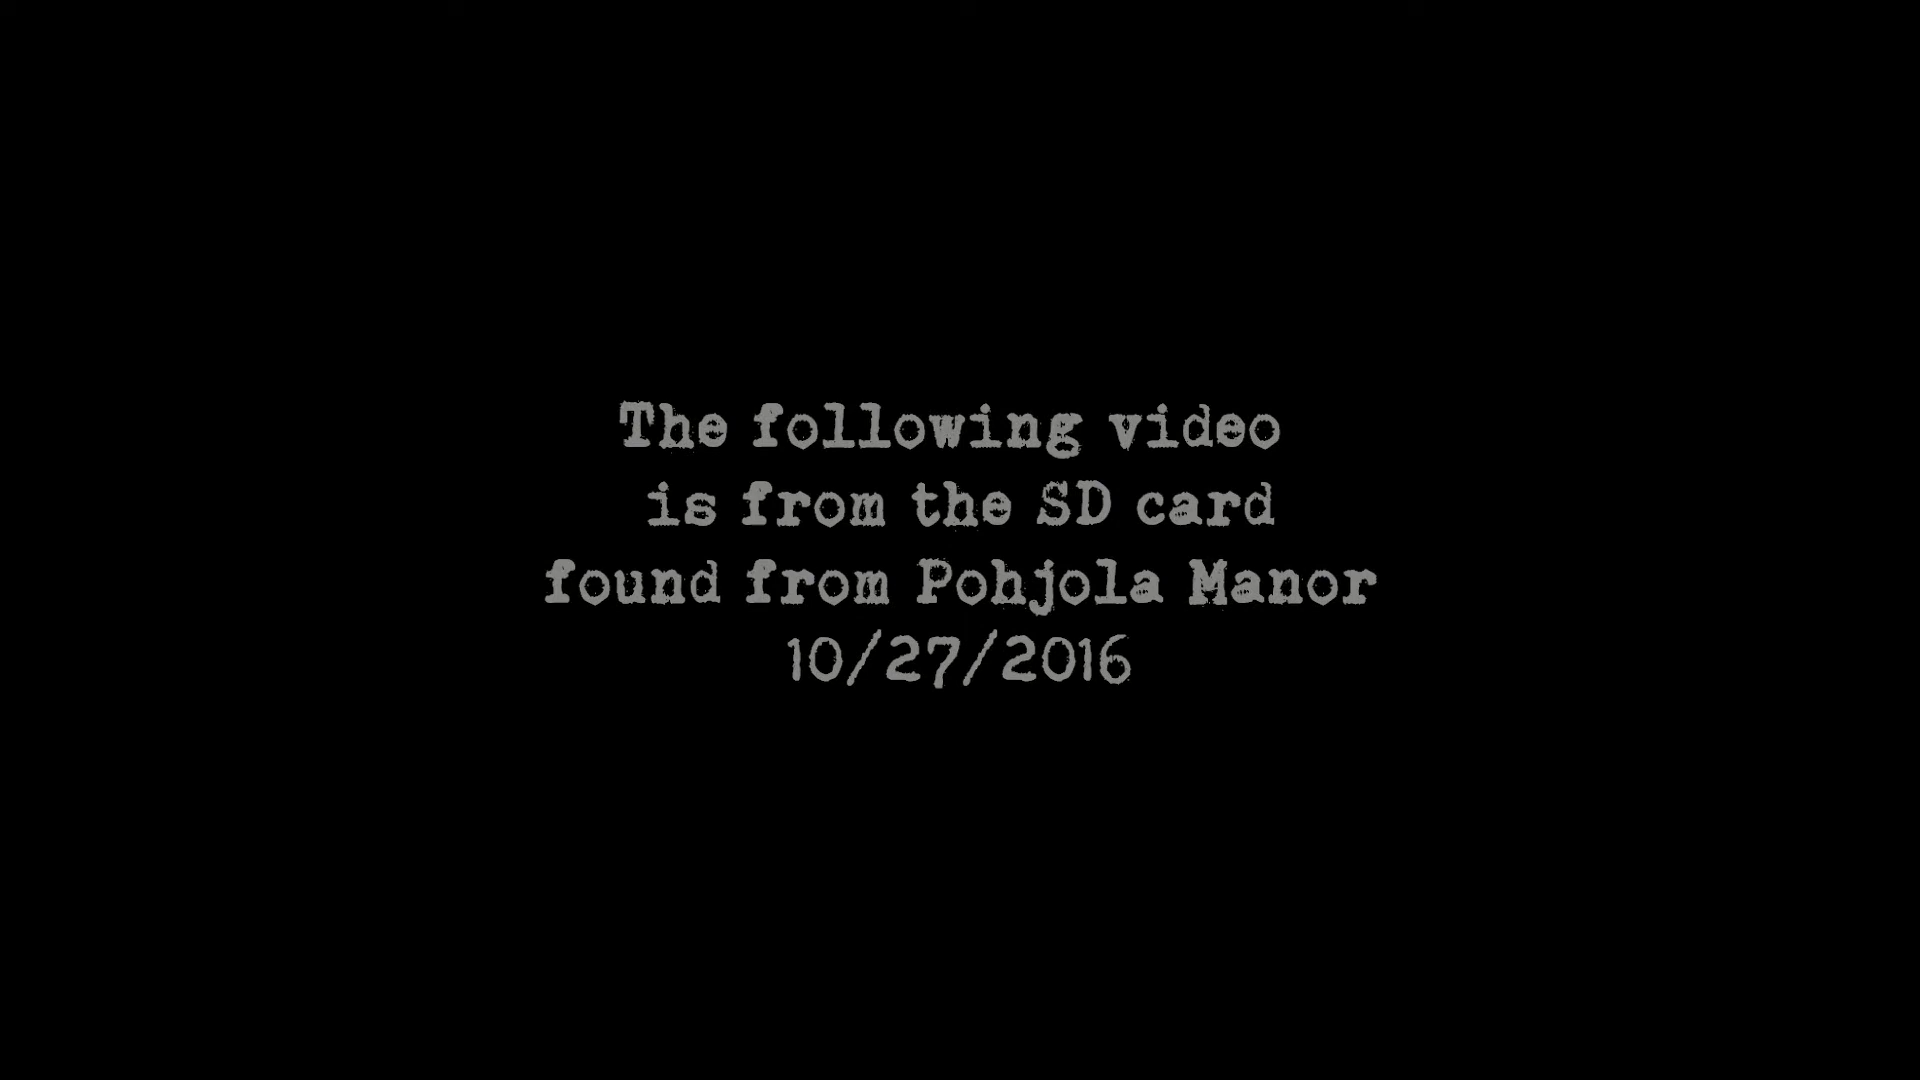 The following video
is from the SD card
found from Pohjola Manor
10/27/2016